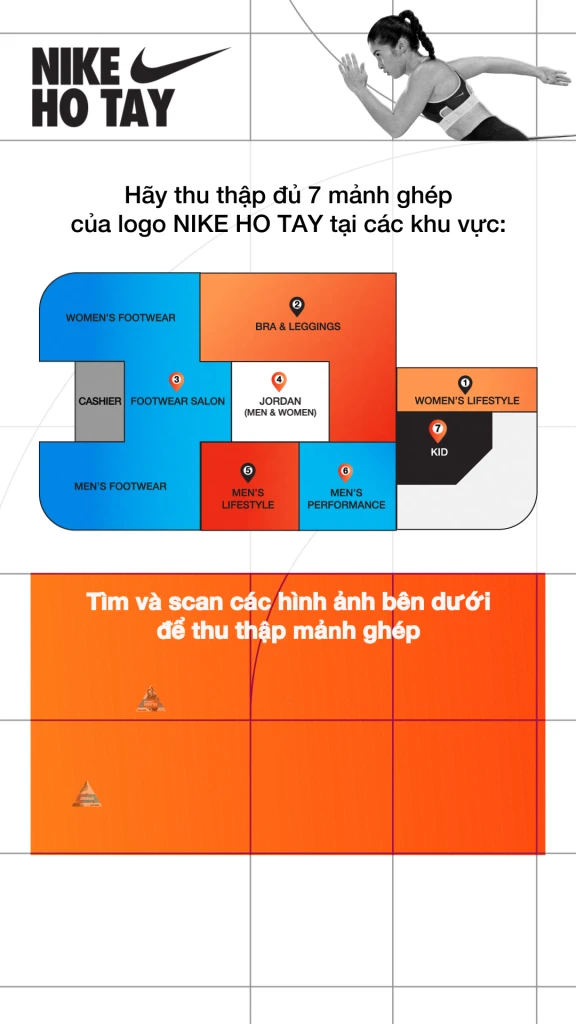 NIKE
HO TAY
Hãy thu thập đủ 7 mảnh ghép
của logo NIKE HO TAY tại các khu vực:
WOMEN'S FOOTWEAR
2
BRA & LEGGINGS
1
WOMEN'S LIFESTYLE
CASHIER
3
FOOTWEAR SALON
4
JORDAN
(MEN & WOMEN)
7
KID
MEN'S FOOTWEAR
5
MEN'S
LIFESTYLE
6
MEN'S
PERFORMANCE
Tìm và scan các hình ảnh bên dưới
để thu thập mảnh ghép